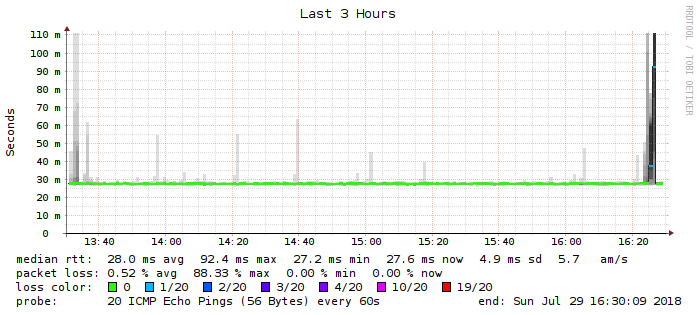 Last 3 Hours
RRDTOOL / TOBI OETIKER
Seconds
110 m
100 m
90 m
80 m
70 m
60 m
50 m
40 m
30 m
20 m
10 m
0
13:40 14:00 14:20 14:40 15:00 15:20 15:40 16:00 16:20
median rtt: 28.0 ms avg 92.4 ms max 27.2 ms min 27.6 ms now 4.9 ms sd 5.7 am/s
packet loss: 0.52 % avg 88.33 % max 0.00 % min 0.00 % now
loss color: 0 1/20 2/20 3/20 4/20 10/20 19/20
probe: 20 ICMP Echo Pings (56 Bytes) every 60s end: Sun Jul 29 16:30:09 2018